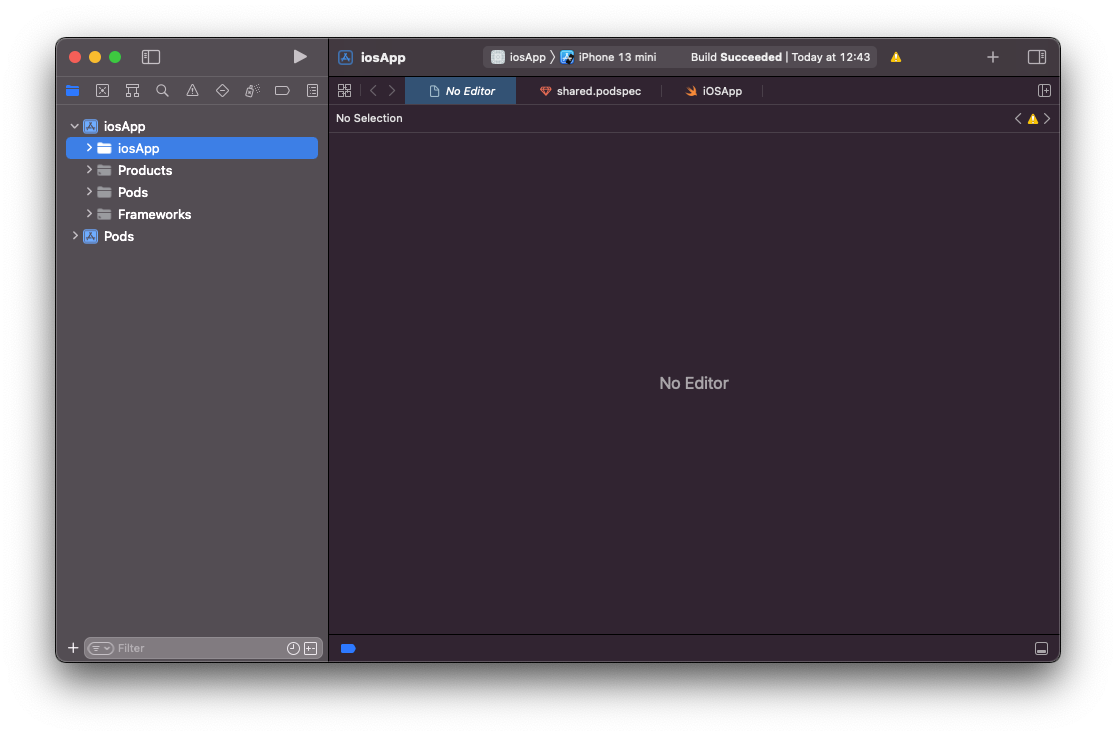 iosApp
iosApp
iPhone 13 mini
Build Succeeded | Today at 12:43
No Editor
shared.podspec
iOSApp
No Selection
iosApp
iosApp
Products
Pods
Frameworks
Pods
No Editor
Filter